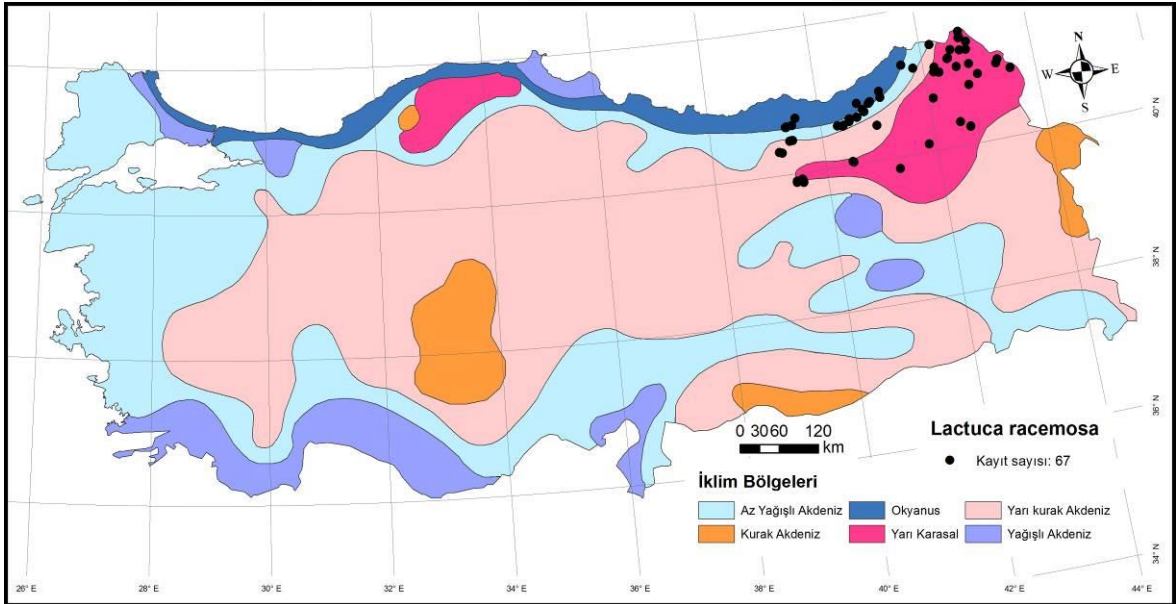 N
W E
S
40° N
38° N
36° N
34° N
0 30 60 120
km
Lactuca racemosa
Kayıt sayısı: 67
İklim Bölgeleri
Az Yağışlı Akdeniz Okyanus Yarı kurak Akdeniz
Kurak Akdeniz Yarı Karasal Yağışlı Akdeniz
26° E 28° E 30° E 32° E 34° E 36° E 38° E 40° E 42° E 44° E